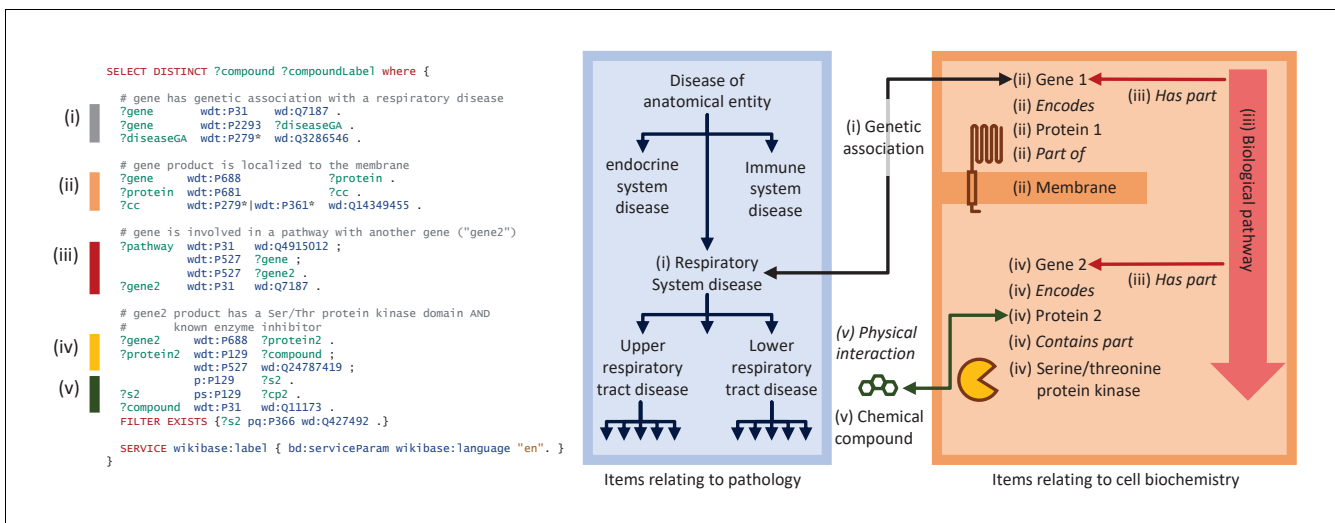 SELECT DISTINCT ?compound ?compoundLabel where {
# gene has genetic association with a respiratory disease
(i)
?gene wdt:P31 wd:Q7187 .
?gene wdt:P2293 ?diseaseGA .
?diseaseGA wdt:P279* wd:Q3286546 .
# gene product is localized to the membrane
(ii)
?gene wdt:P688 ?protein .
?protein wdt:P681 ?cc .
?cc wdt:P279*|wdt:P361* wd:Q14349455 .
# gene is involved in a pathway with another gene ("gene2")
(iii)
?pathway wdt:P31 wd:Q4915012 ;
wdt:P527 ?gene ;
wdt:P527 ?gene2 .
?gene2 wdt:P31 wd:Q7187 .
# gene2 product has a Ser/Thr protein kinase domain AND
# known enzyme inhibitor
(iv)
?gene2 wdt:P688 ?protein2 .
?protein2 wdt:P129 ?compound ;
wdt:P527 wd:Q24787419 ;
(v)
p:P129 ?s2 .
?s2 ps:P129 ?cp2 .
?compound wdt:P31 wd:Q11173 .
FILTER EXISTS {?s2 pq:P366 wd:Q427492 .}
SERVICE wikibase:label { bd:serviceParam wikibase:language "en". }
}
Disease of
anatomical entity
endocrine
system
disease
Immune
system
disease
(i) Respiratory
System disease
Upper
respiratory
tract disease
Lower
respiratory
tract disease
Items relating to pathology
(i) Genetic
association
(v) Physical
interaction
(v) Chemical
compound
(ii) Gene 1
(iii) Has part
(ii) Encodes
(ii) Protein 1
(ii) Part of
(ii) Membrane
(iii) Biological pathway
(iv) Gene 2
(iii) Has part
(iv) Encodes
(iv) Protein 2
(iv) Contains part
(iv) Serine/threonine
protein kinase
Items relating to cell biochemistry